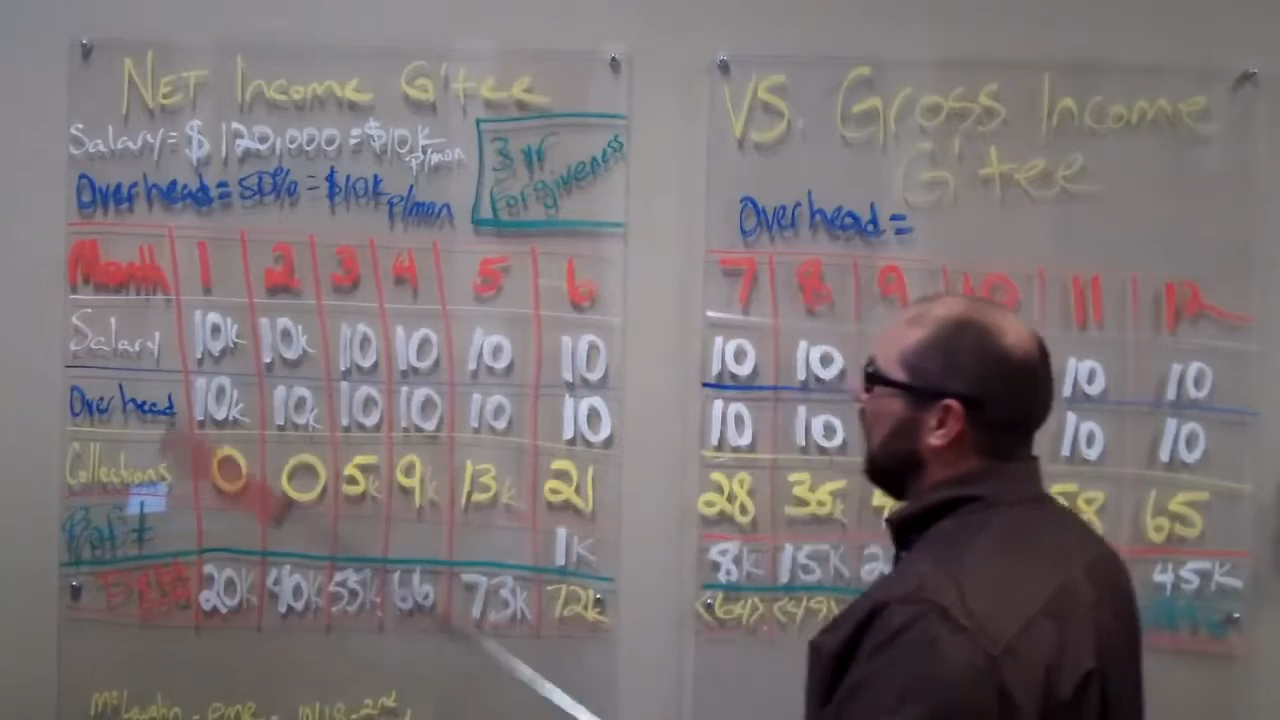 NET Income G'tee
Salary = $120,000 = $10K p/mon
Overhead = 50% = $10K p/mon
3 yr Forgiveness
Month 1 2 3 4 5 6
Salary 10K 10K 10 10 10 10
Overhead 10K 10K 10 10 10 10
Collections 0 0 5K 9K 13K 21
1K
Debt 20K 40K 55K 66 73K 72K
VS. Gross Income
G'tee
Overhead =
7 8 9 10 11 12
10 10 10 10
10 10 10 10
28 35K 65
8K 15K 45K
<64> <49>